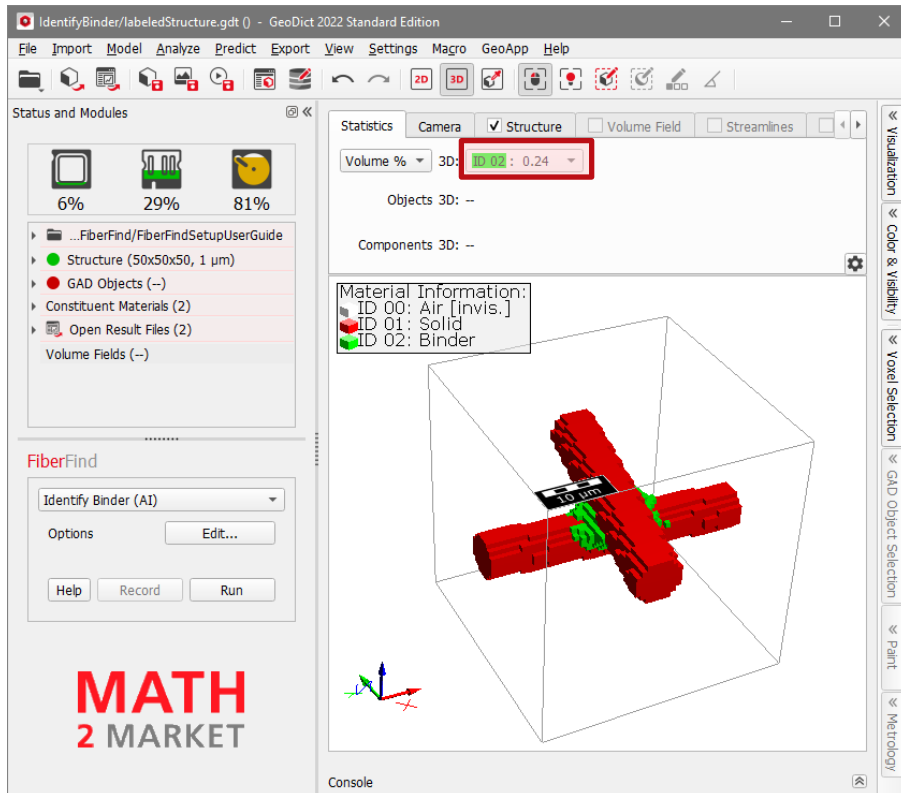 IdentifyBinder/labeledStructure.gdt () - GeoDict 2022 Standard Edition
File Import Model Analyze Predict Export View Settings Macro GeoApp Help
2D 3D
Status and Modules
6% 29% 81%
...FiberFind/FiberFindSetupUserGuide
Structure (50x50x50, 1 µm)
GAD Objects (--)
Constituent Materials (2)
Open Result Files (2)
Volume Fields (--)
FiberFind
Identify Binder (AI)
Options Edit...
Help Record Run
MATH
2 MARKET
Statistics Camera Structure Volume Field Streamlines
Volume % 3D: ID 02 : 0.24
Objects 3D: --
Components 3D: --
Material Information:
ID 00: Air [invis.]
ID 01: Solid
ID 02: Binder
10 µm
X
Console
Visualization
Color & Visibility
Voxel Selection
GAD Object Selection
Paint
Metrology